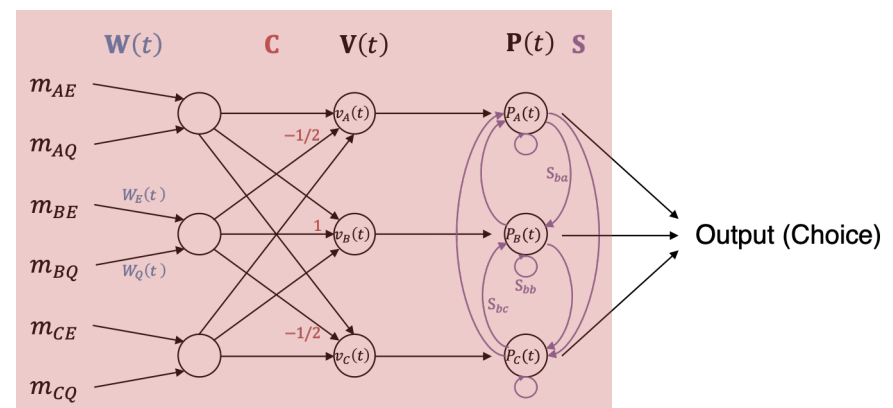 W(t) C V(t) P(t) S
m_AE
m_AQ
m_BE
m_BQ
m_CE
m_CQ
W_E(t)
W_Q(t)
−1/2
1
−1/2
v_A(t)
v_B(t)
v_C(t)
P_A(t)
P_B(t)
P_C(t)
S_ba
S_bb
S_bc
Output (Choice)